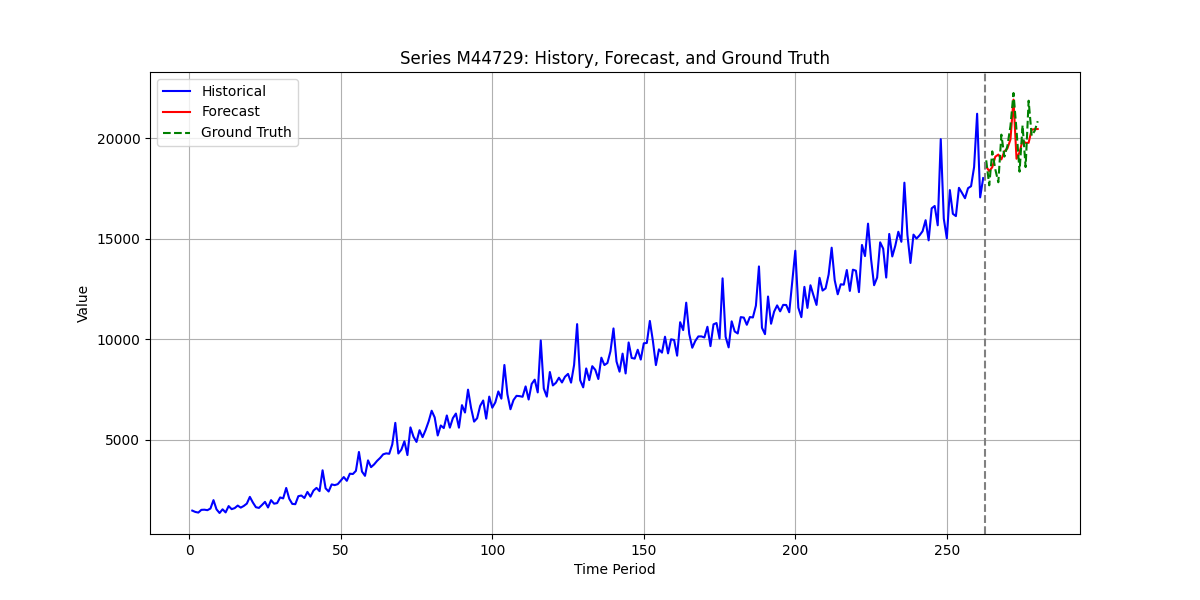 Series M44729: History, Forecast, and Ground Truth
Historical
Forecast
Ground Truth
20000
15000
10000
5000
Value
0
50
100
150
200
250
Time Period